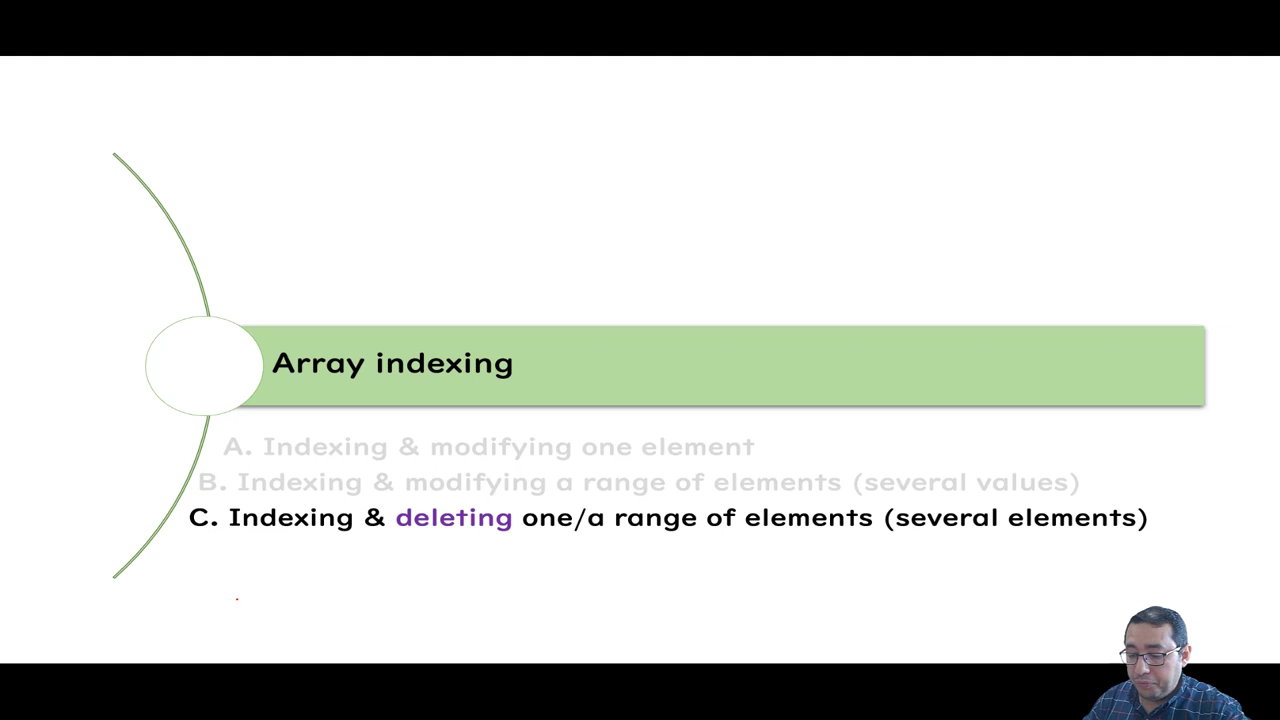 Array indexing
A. Indexing & modifying one element
B. Indexing & modifying a range of elements (several values)
C. Indexing & deleting one/a range of elements (several elements)